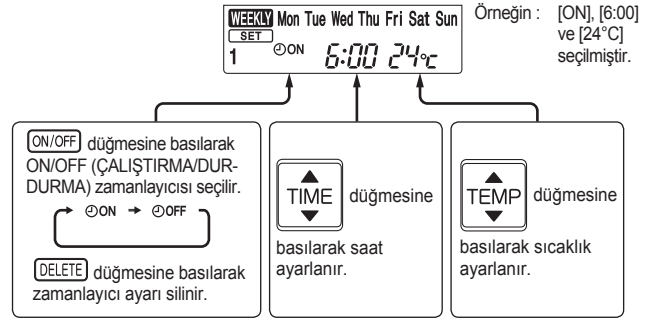 WEEKLY Mon Tue Wed Thu Fri Sat Sun
SET
1 ON 6:00 24°C
Örneğin : [ON], [6:00]
ve [24°C]
seçilmiştir.
ON/OFF düğmesine basılarak
ON/OFF (ÇALIŞTIRMA/DUR-
DURMA) zamanlayıcısı seçilir.
ON → OFF
DELETE düğmesine basılarak
zamanlayıcı ayarı silinir.
TIME düğmesine
basılarak saat
ayarlanır.
TEMP düğmesine
basılarak sıcaklık
ayarlanır.